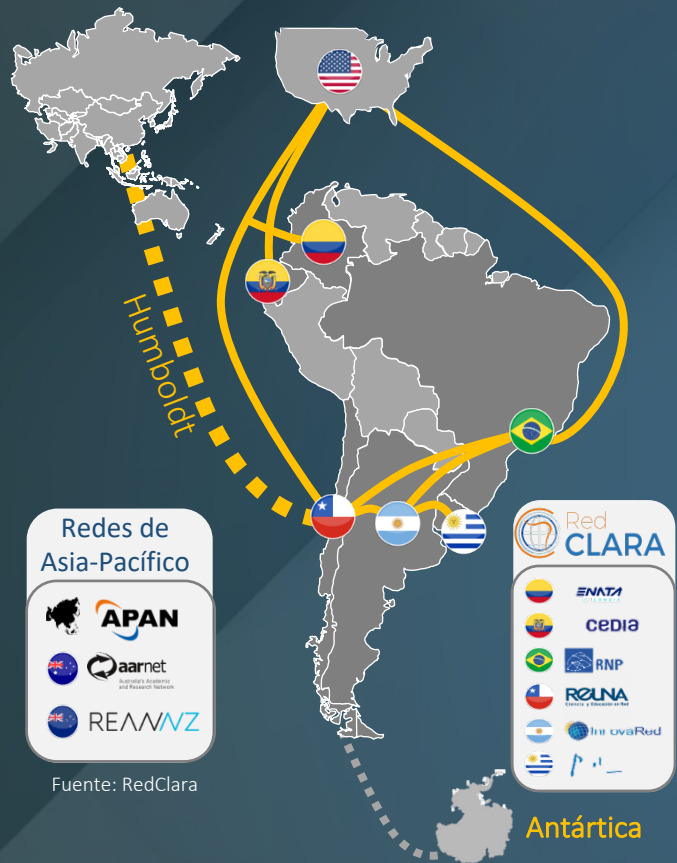 Humboldt
Redes de
Asia-Pacífico
APAN
aarnet
Australia's Academic
and Research Network
REANNZ
Fuente: RedClara
Red
CLARA
cedia
RNP
REUNA
Ciencia y Educación en Red
InnovaRed
Antártica